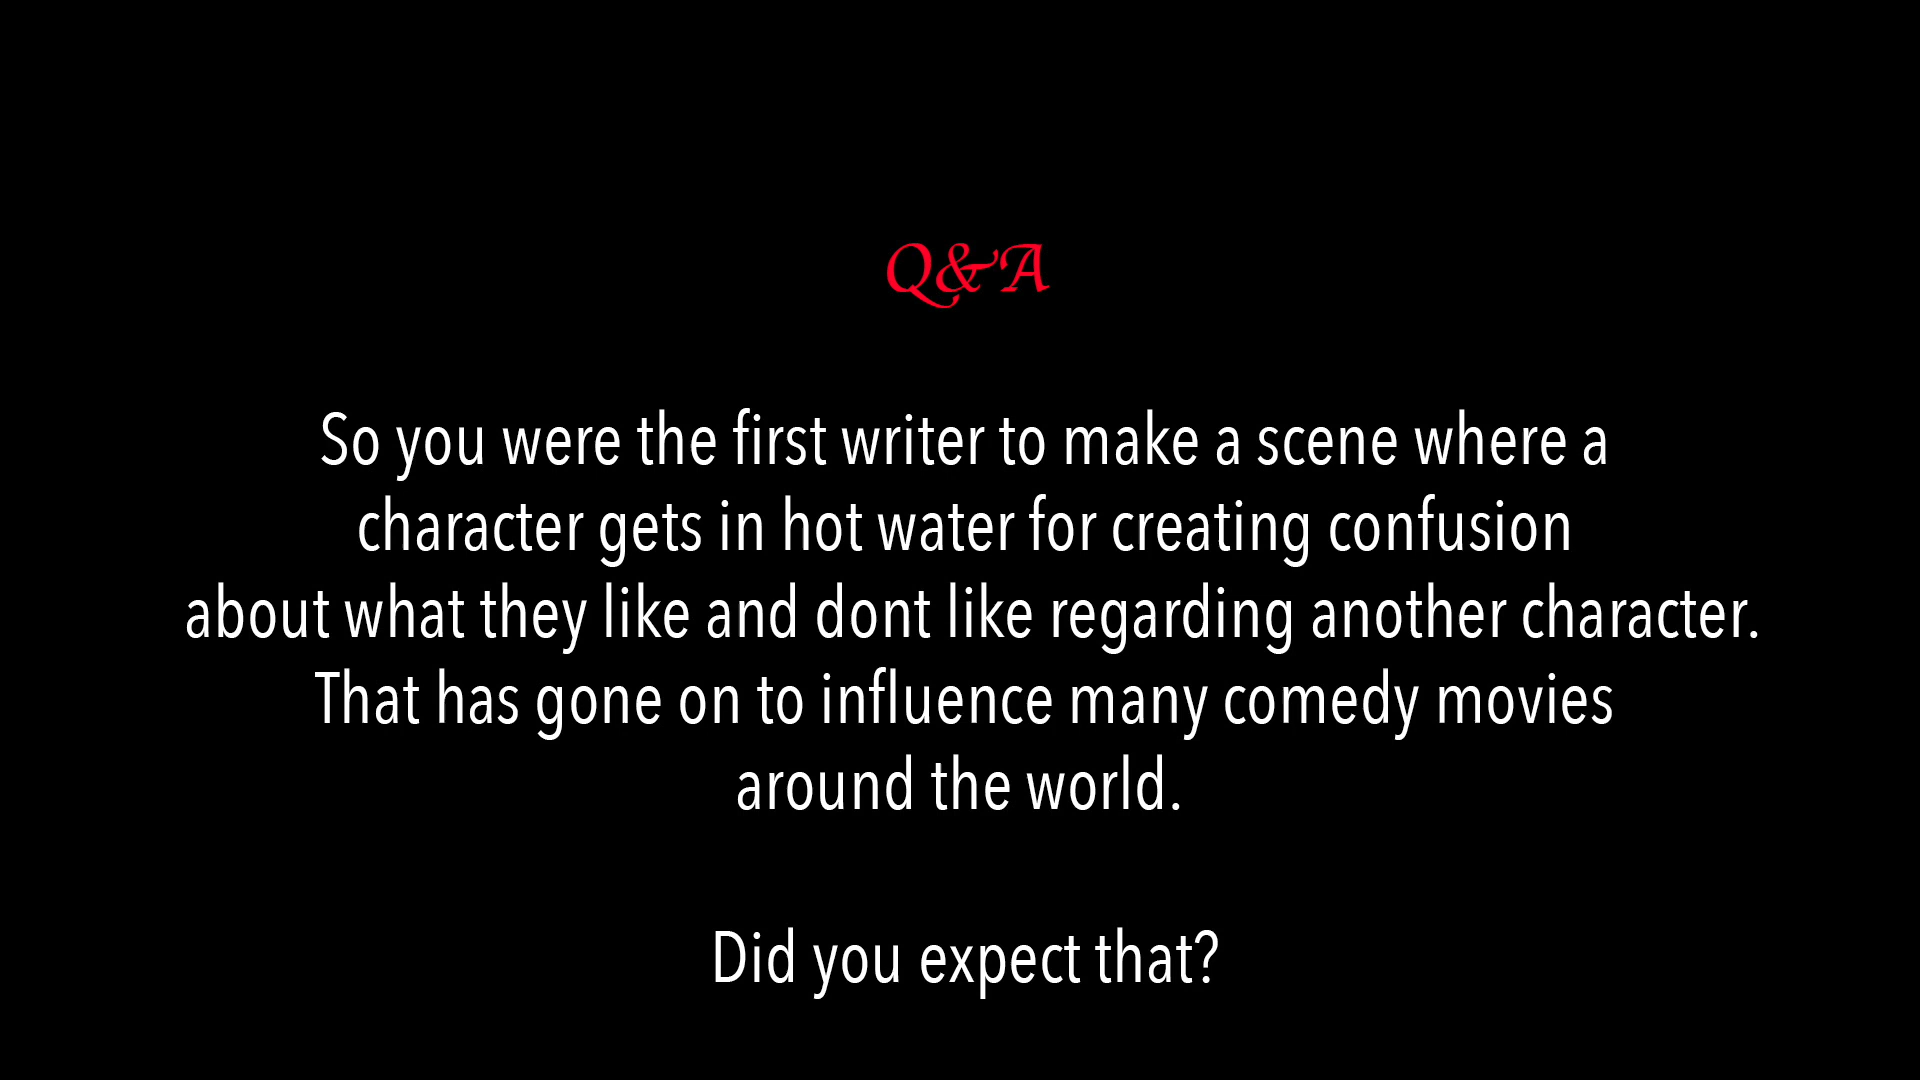 Q&A
So you were the first writer to make a scene where a
character gets in hot water for creating confusion
about what they like and dont like regarding another character.
That has gone on to influence many comedy movies
around the world.
Did you expect that?